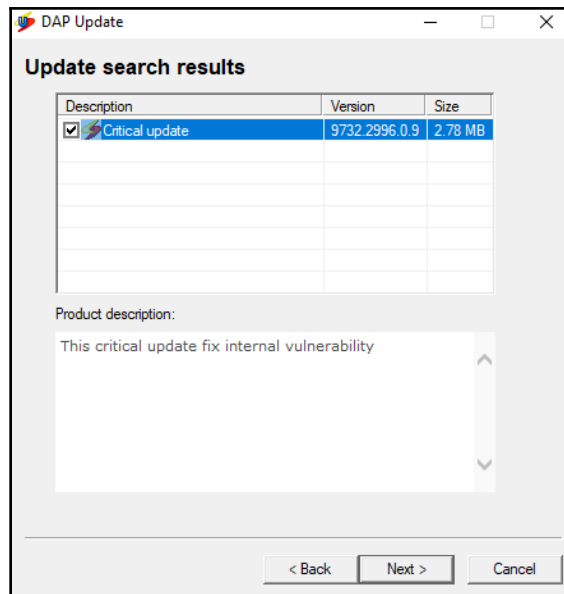 DAP Update
Update search results
Description Version Size
Critical update 9732.2996.0.9 2.78 MB
Product description:
This critical update fix internal vulnerability
< Back Next > Cancel